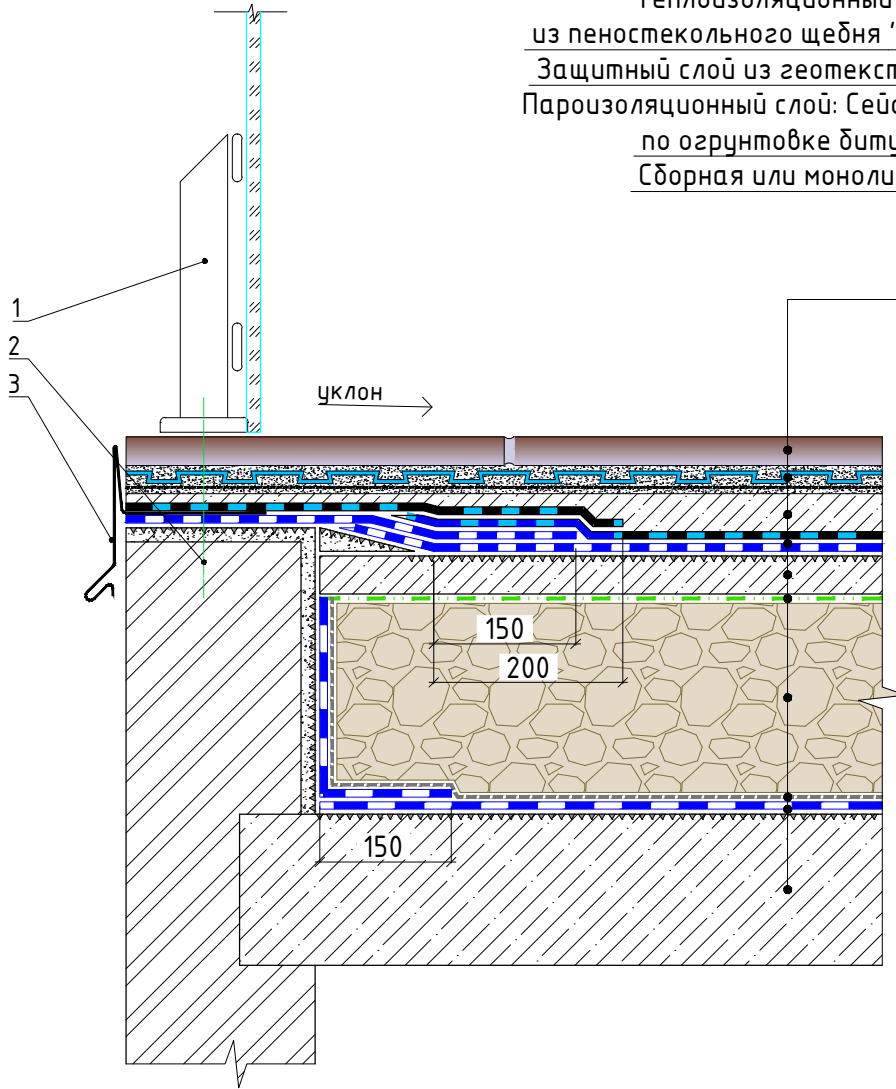 из пеностекольного щебня "
Защитный слой из геотекст
Пароизоляционный слой:
по огрунтовке биту
Сборная или моноли
1
2
3
уклон
150
200
150